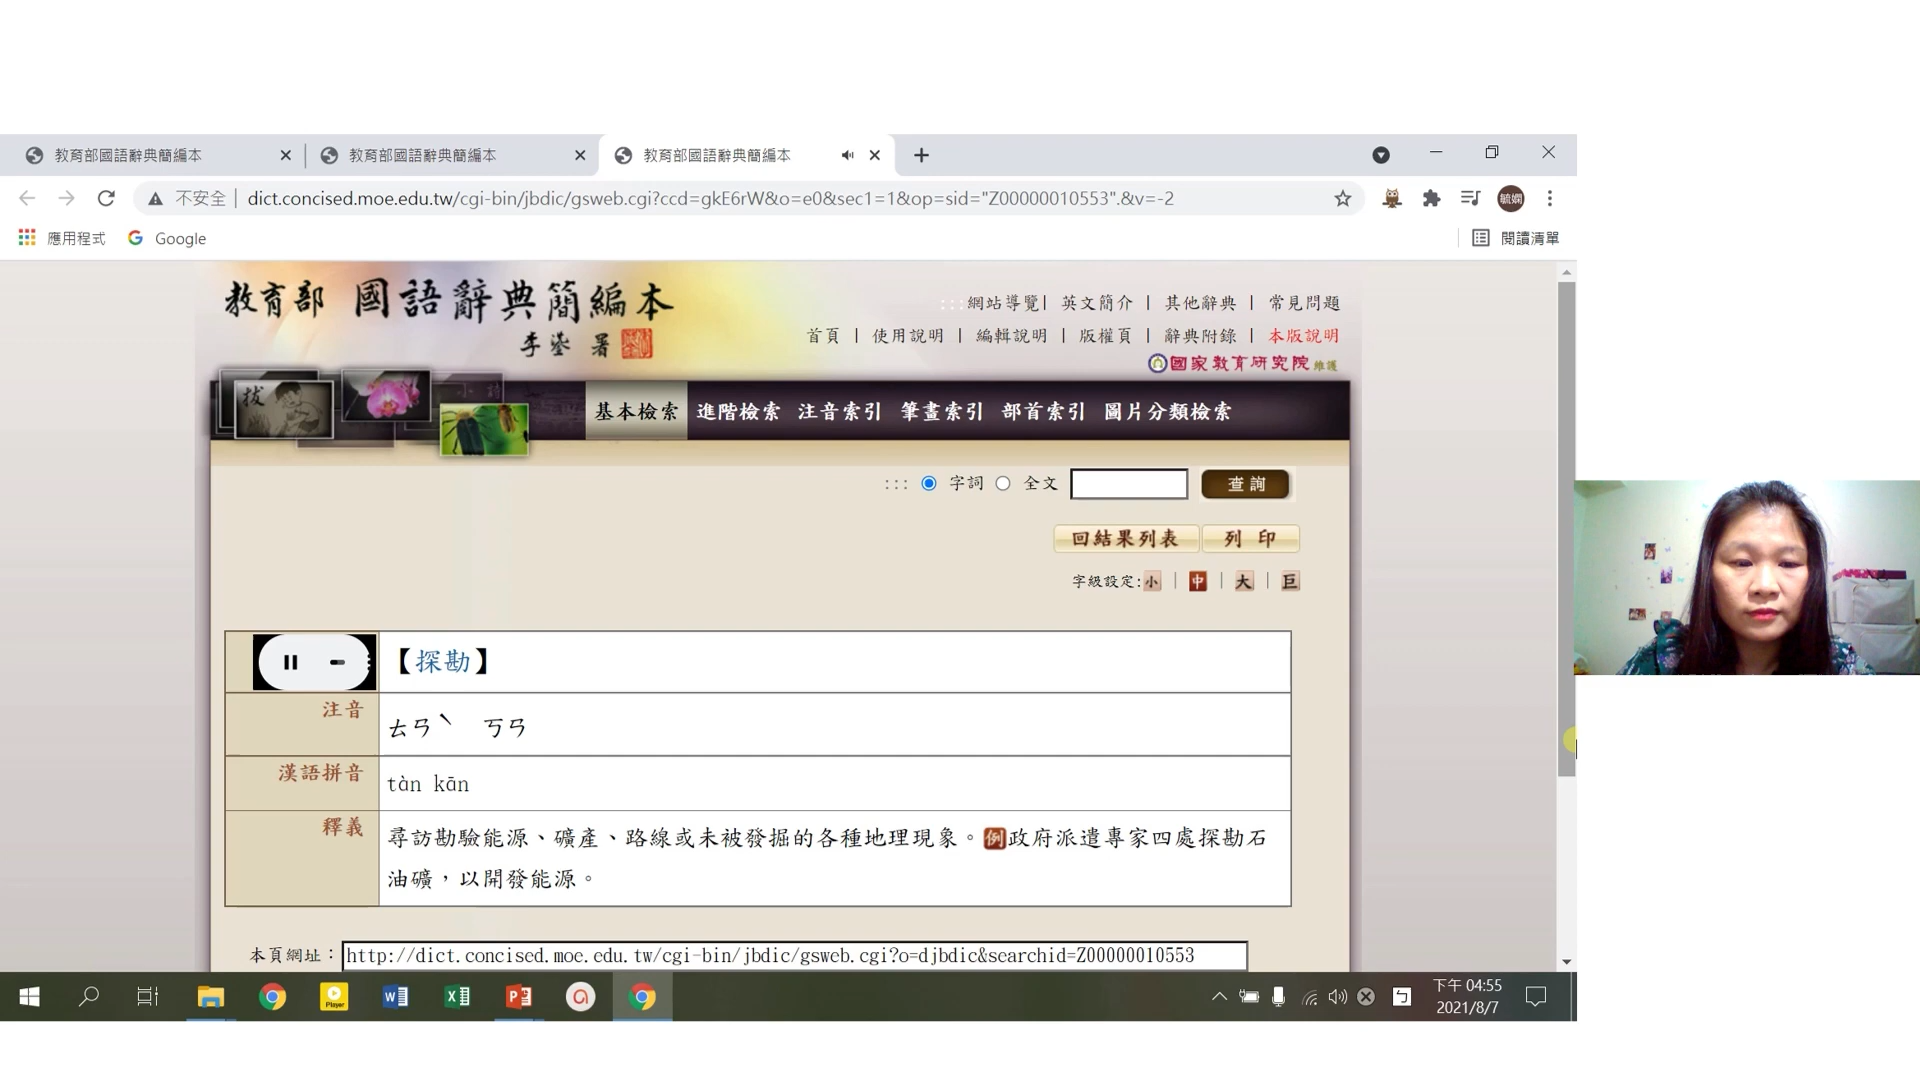 教育部國語辭典簡編本
教育部國語辭典簡編本
教育部國語辭典簡編本
不安全 | dict.concised.moe.edu.tw/cgi-bin/jbdic/gsweb.cgi?ccd=gkE6rW&o=e0&sec1=1&op=sid="Z00000010553".&v=-2
毓嫻
應用程式
Google
閱讀清單
教育部 國語辭典簡編本
李鍌 署
:::網站導覽| 英文簡介 | 其他辭典 | 常見問題
首頁 | 使用說明 | 編輯說明 | 版權頁 | 辭典附錄 | 本版說明
國家教育研究院 維護
拔
基本檢索 進階檢索 注音索引 筆畫索引 部首索引 圖片分類檢索
::: 字詞 全文 查詢
回結果列表 列 印
字級設定:小 | 中 | 大 | 巨
【探勘】
注音 ㄊㄢˋ ㄎㄢ
漢語拼音 tàn kān
釋義 尋訪勘驗能源、礦產、路線或未被發掘的各種地理現象。例政府派遣專家四處探勘石
油礦，以開發能源。
本頁網址：http://dict.concised.moe.edu.tw/cgi-bin/jbdic/gsweb.cgi?o=djbdic&searchid=Z00000010553
Player
下午 04:55
2021/8/7